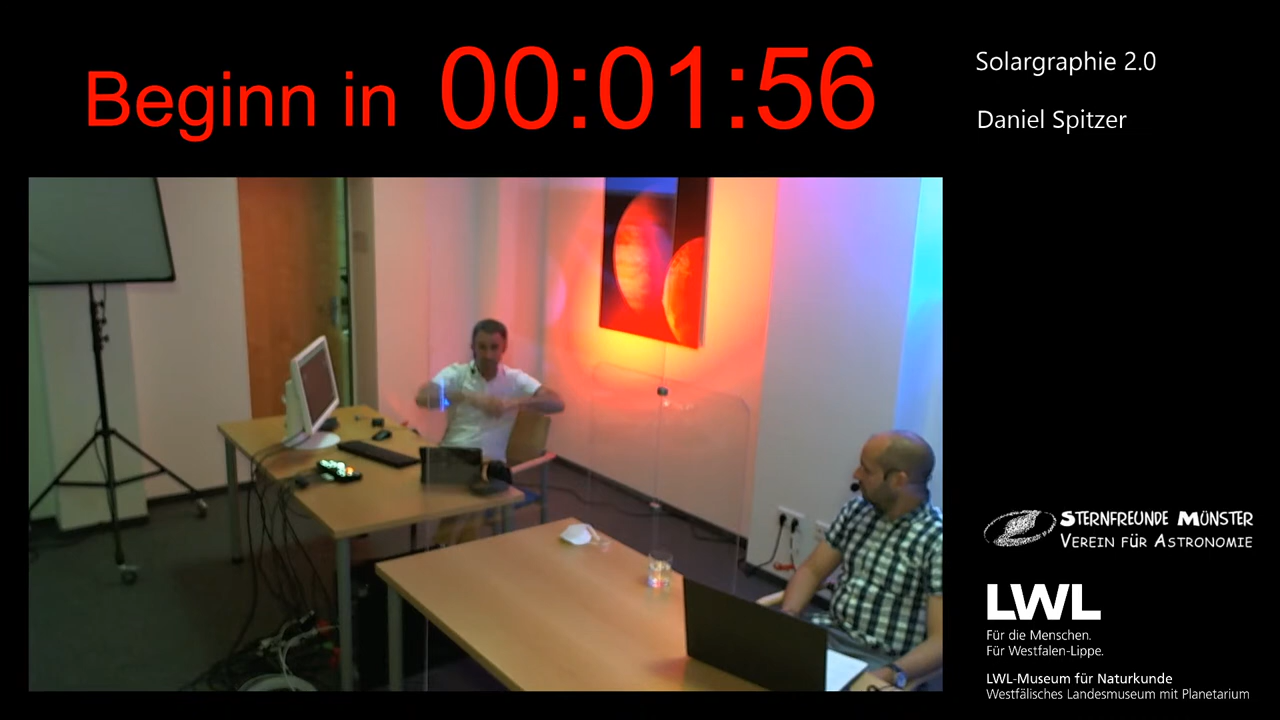 Beginn in 00:01:56
Solargraphie 2.0
Daniel Spitzer
STERNFREUNDE MÜNSTER
VEREIN FÜR ASTRONOMIE
LWL
Für die Menschen.
Für Westfalen-Lippe.
LWL-Museum für Naturkunde
Westfälisches Landesmuseum mit Planetarium